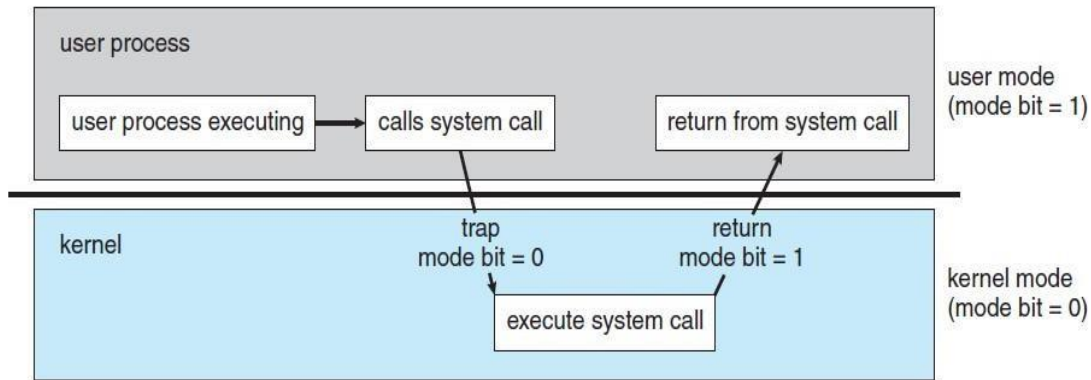 user process
user process executing
calls system call
return from system call
user mode
(mode bit = 1)
kernel
trap
mode bit = 0
return
mode bit = 1
execute system call
kernel mode
(mode bit = 0)